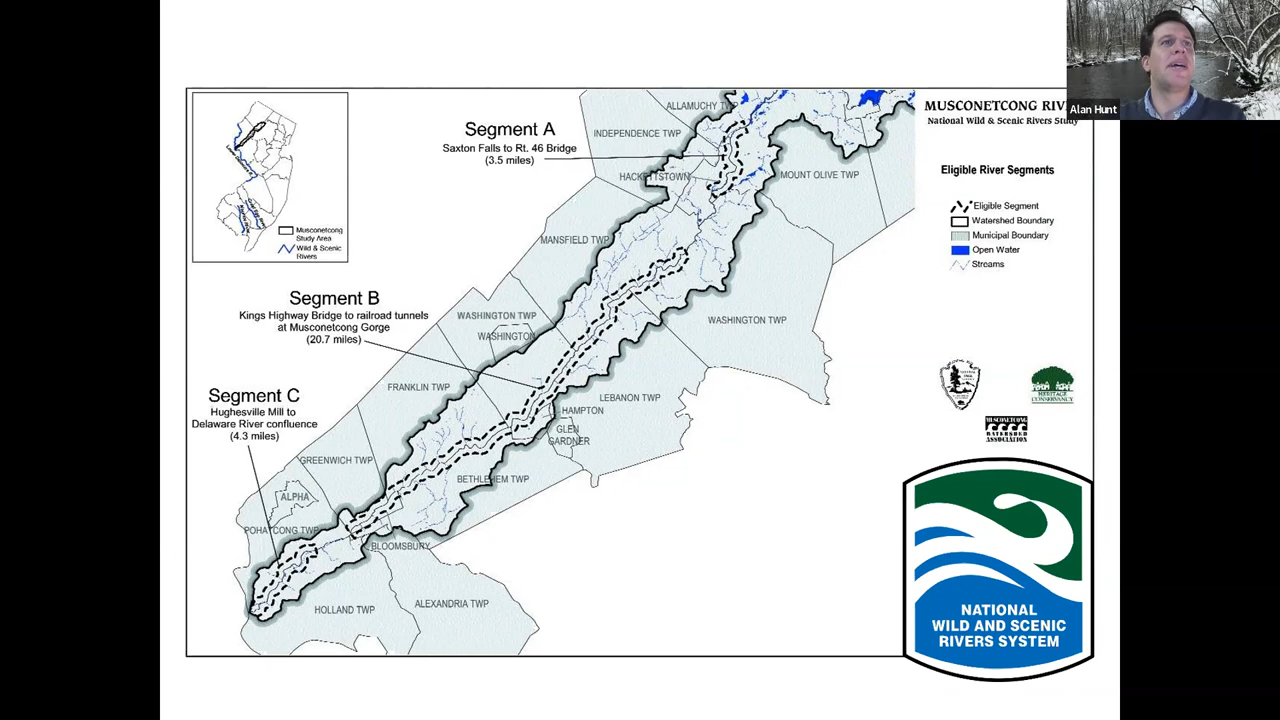 Alan Hunt
MUSCONETCONG RIV
National Wild & Scenic Rivers Study
Eligible River Segments
Eligible Segment
Watershed Boundary
Municipal Boundary
Open Water
Streams
Musconetcong
Study Area
Wild & Scenic
Rivers
Segment A
Saxton Falls to Rt. 46 Bridge
(3.5 miles)
Segment B
Kings Highway Bridge to railroad tunnels
at Musconetcong Gorge
(20.7 miles)
Segment C
Hughesville Mill to
Delaware River confluence
(4.3 miles)
ALLAMUCHY TWP
INDEPENDENCE TWP
HACKETTSTOWN
MOUNT OLIVE TWP
MANSFIELD TWP
WASHINGTON TWP
WASHINGTON
WASHINGTON TWP
FRANKLIN TWP
LEBANON TWP
HAMPTON
GLEN
GARDNER
GREENWICH TWP
BETHLEHEM TWP
ALPHA
POHATCONG TWP
BLOOMSBURY
HOLLAND TWP
ALEXANDRIA TWP
HERITAGE
CONSERVANCY
MUSCONETCONG
WATERSHED
ASSOCIATION
NATIONAL
WILD AND SCENIC
RIVERS SYSTEM